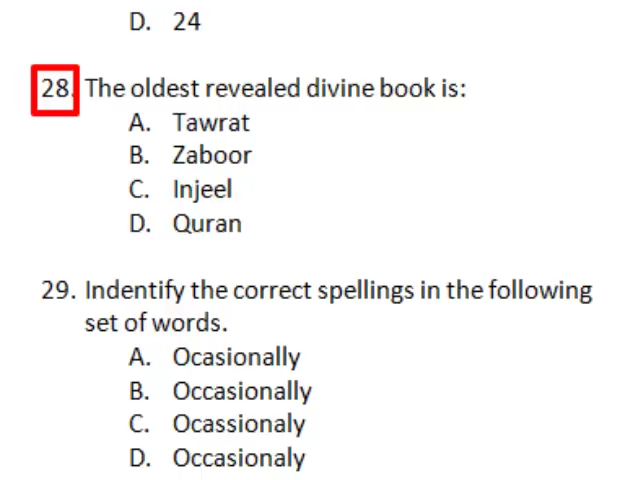 D. 24
28. The oldest revealed divine book is:
A. Tawrat
B. Zaboor
C. Injeel
D. Quran
29. Indentify the correct spellings in the following
set of words.
A. Ocasionally
B. Occasionally
C. Ocassionaly
D. Occasionaly